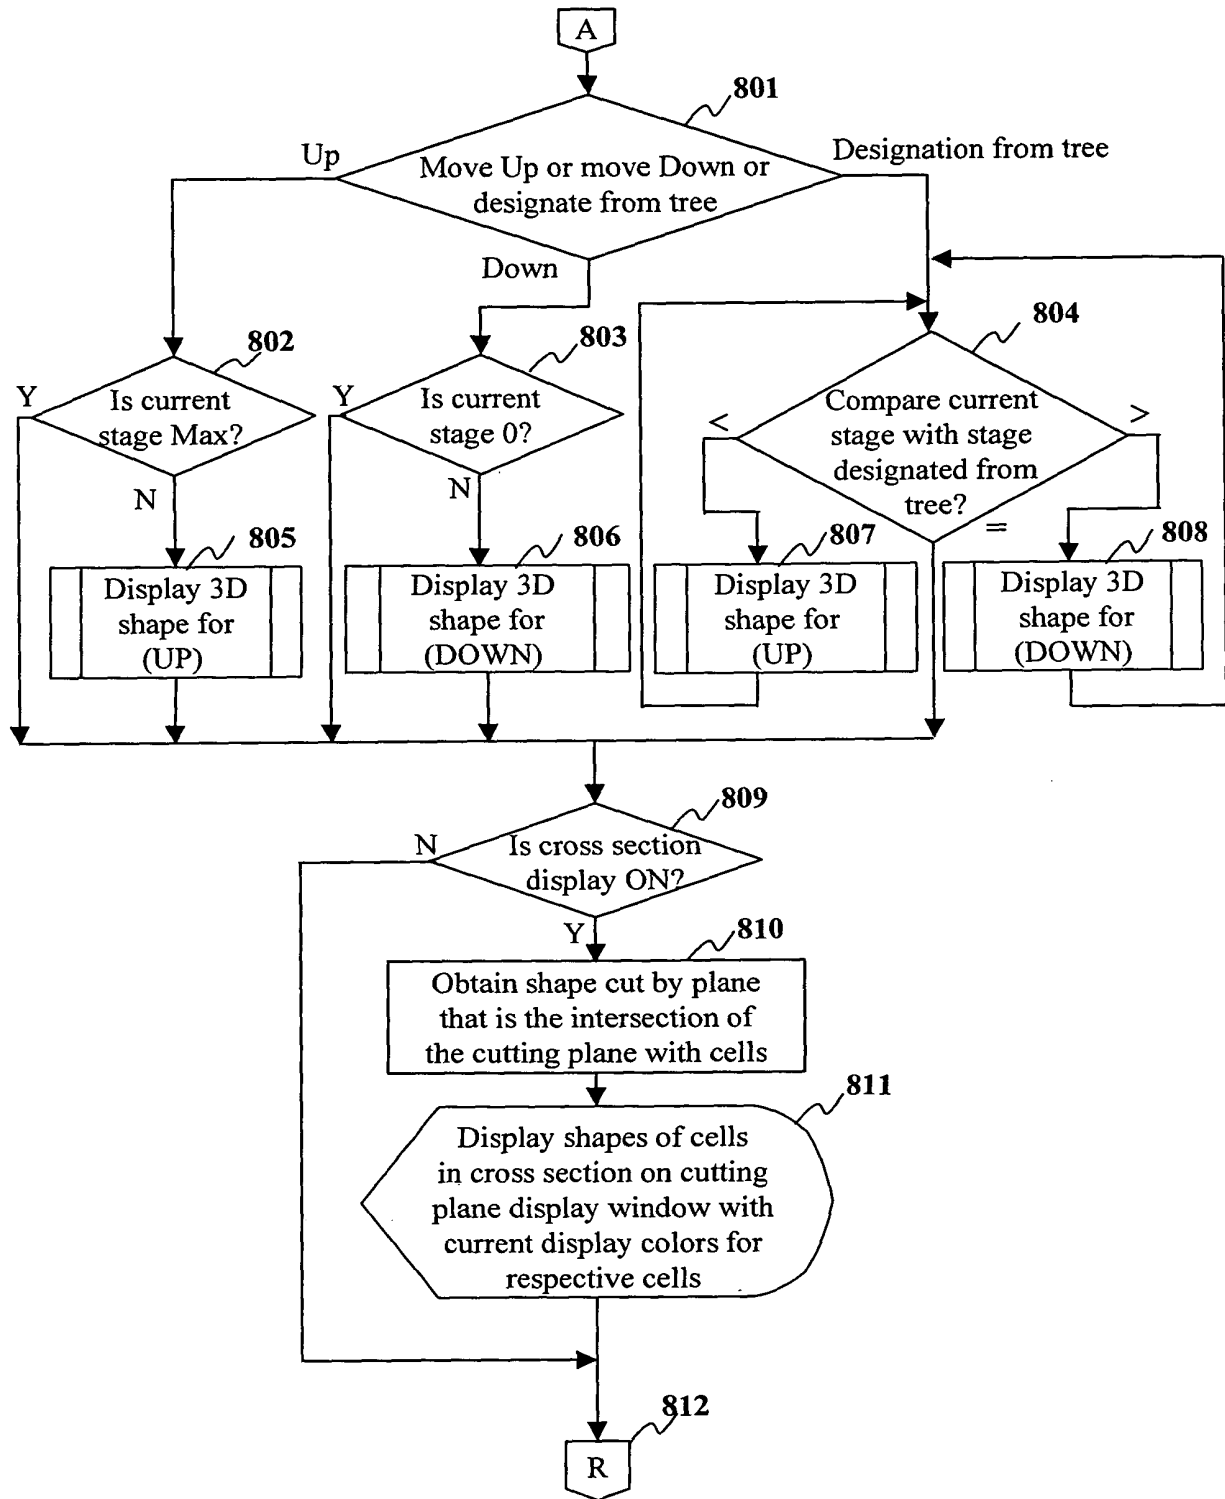 A
801
Up
Designation from tree
Move Up or move Down or
designate from tree
Down
802
803
804
Y
Is current
stage Max?
Y
Is current
stage 0?
<
Compare current
stage with stage
designated from
tree?
>
N
N
=
805
806
807
808
Display 3D
shape for
(UP)
Display 3D
shape for
(DOWN)
Display 3D
shape for
(UP)
Display 3D
shape for
(DOWN)
809
N
Is cross section
display ON?
Y
810
Obtain shape cut by plane
that is the intersection of
the cutting plane with cells
811
Display shapes of cells
in cross section on cutting
plane display window with
current display colors for
respective cells
812
R